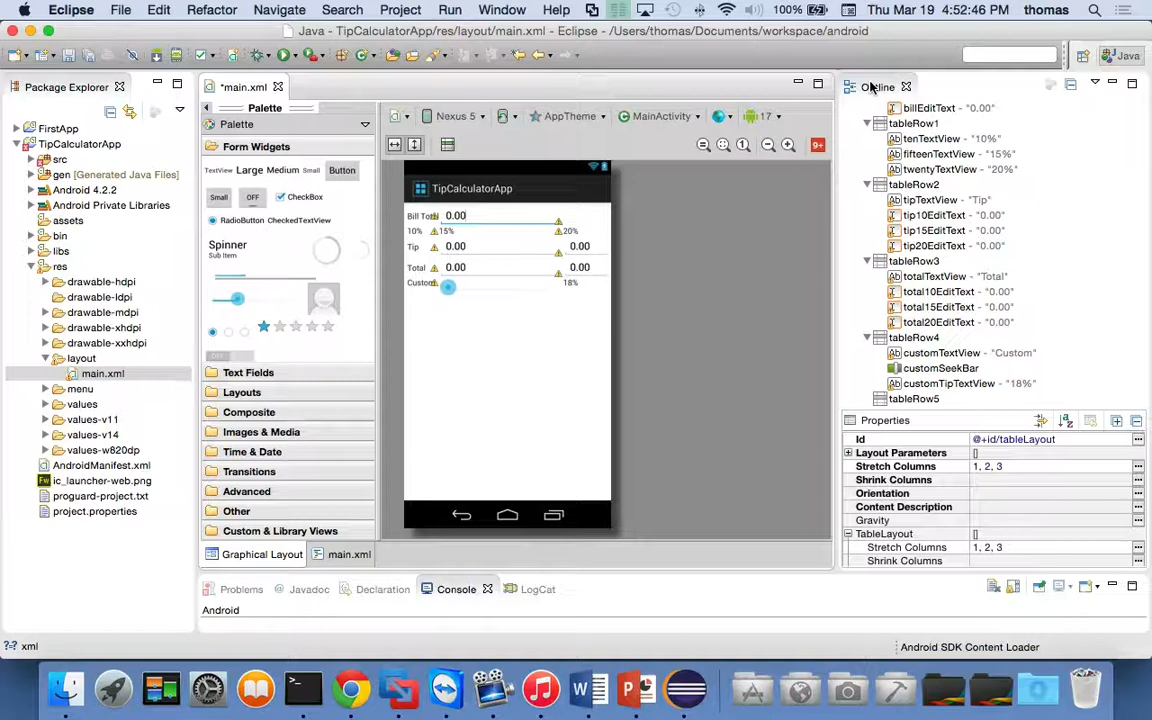 Eclipse File Edit Refactor Navigate Search Project Run Window Help 100% Thu Mar 19 4:52:46 PM thomas
Java - TipCalculatorApp/res/layout/main.xml - Eclipse - /Users/thomas/Documents/workspace/android
Java
Package Explorer
FirstApp
TipCalculatorApp
src
gen [Generated Java Files]
Android 4.2.2
Android Private Libraries
assets
bin
libs
res
drawable-hdpi
drawable-ldpi
drawable-mdpi
drawable-xhdpi
drawable-xxhdpi
layout
main.xml
menu
values
values-v11
values-v14
values-w820dp
AndroidManifest.xml
ic_launcher-web.png
proguard-project.txt
project.properties
*main.xml
Palette
Palette
Form Widgets
TextView Large Medium Small Button
Small OFF CheckBox
RadioButton CheckedTextView
Spinner
Sub Item
OFF
Text Fields
Layouts
Composite
Images & Media
Time & Date
Transitions
Advanced
Other
Custom & Library Views
Graphical Layout main.xml
Nexus 5 AppTheme MainActivity 17
9+
TipCalculatorApp
Bill Total 0.00
10% 15% 20%
Tip 0.00 0.00
Total 0.00 0.00
Custom 18%
Outline
billEditText - "0.00"
tableRow1
tenTextView - "10%"
fifteenTextView - "15%"
twentyTextView - "20%"
tableRow2
tipTextView - "Tip"
tip10EditText - "0.00"
tip15EditText - "0.00"
tip20EditText - "0.00"
tableRow3
totalTextView - "Total"
total10EditText - "0.00"
total15EditText - "0.00"
total20EditText - "0.00"
tableRow4
customTextView - "Custom"
customSeekBar
customTipTextView - "18%"
tableRow5
Properties
Id @+id/tableLayout
Layout Parameters []
Stretch Columns 1, 2, 3
Shrink Columns
Orientation
Content Description
Gravity
TableLayout []
Stretch Columns 1, 2, 3
Shrink Columns
Problems Javadoc Declaration Console LogCat
Android
xml
Android SDK Content Loader